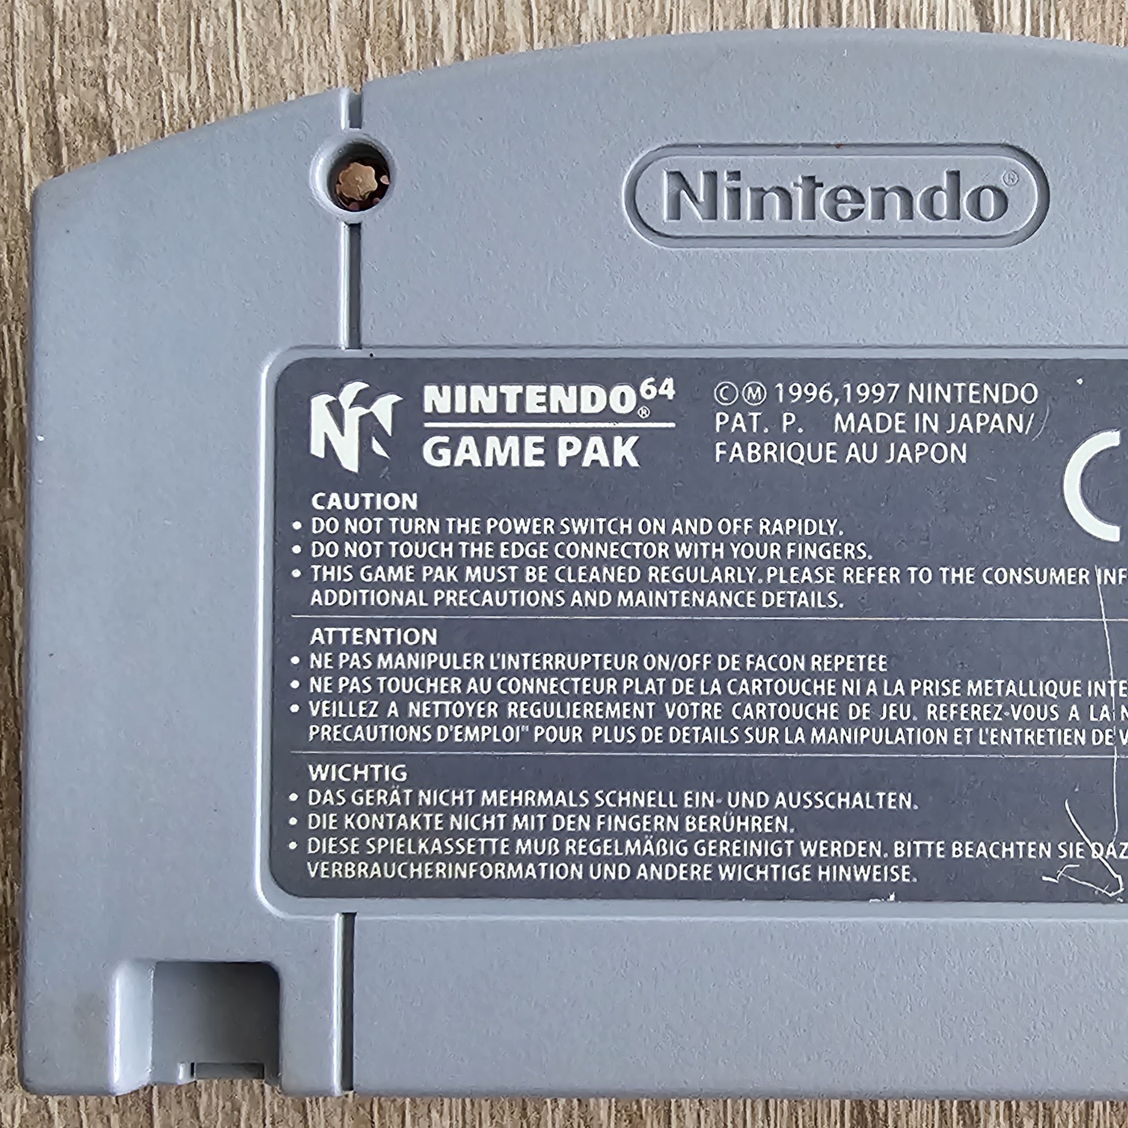 Nintendo®
NINTENDO®64
GAME PAK
©Ⓜ 1996,1997 NINTENDO
PAT. P. MADE IN JAPAN/
FABRIQUE AU JAPON
CAUTION
• DO NOT TURN THE POWER SWITCH ON AND OFF RAPIDLY.
• DO NOT TOUCH THE EDGE CONNECTOR WITH YOUR FINGERS.
• THIS GAME PAK MUST BE CLEANED REGULARLY. PLEASE REFER TO THE CONSUMER INF
ADDITIONAL PRECAUTIONS AND MAINTENANCE DETAILS.
ATTENTION
• NE PAS MANIPULER L'INTERRUPTEUR ON/OFF DE FACON REPETEE
• NE PAS TOUCHER AU CONNECTEUR PLAT DE LA CARTOUCHE NI A LA PRISE METALLIQUE INTE
• VEILLEZ A NETTOYER REGULIEREMENT VOTRE CARTOUCHE DE JEU. REFEREZ-VOUS A LA N
PRECAUTIONS D'EMPLOI" POUR PLUS DE DETAILS SUR LA MANIPULATION ET L'ENTRETIEN DE V
WICHTIG
• DAS GERÄT NICHT MEHRMALS SCHNELL EIN- UND AUSSCHALTEN.
• DIE KONTAKTE NICHT MIT DEN FINGERN BERÜHREN.
• DIESE SPIELKASSETTE MUß REGELMÄßIG GEREINIGT WERDEN. BITTE BEACHTEN SIE DAZ
VERBRAUCHERINFORMATION UND ANDERE WICHTIGE HINWEISE.